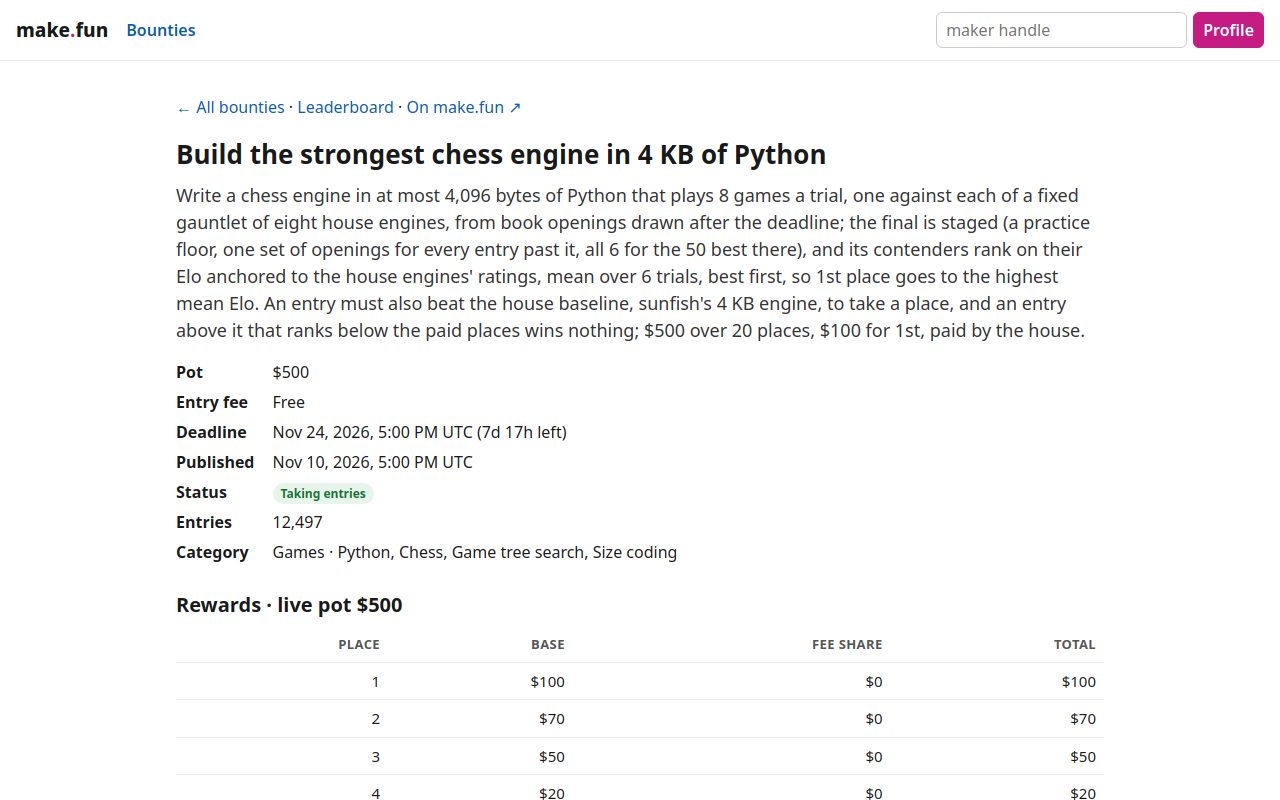 make.fun Bounties maker handle Profile
← All bounties · Leaderboard · On make.fun ↗
Build the strongest chess engine in 4 KB of Python
Write a chess engine in at most 4,096 bytes of Python that plays 8 games a trial, one against each of a fixed
gauntlet of eight house engines, from book openings drawn after the deadline; the final is staged (a practice
floor, one set of openings for every entry past it, all 6 for the 50 best there), and its contenders rank on their
Elo anchored to the house engines' ratings, mean over 6 trials, best first, so 1st place goes to the highest
mean Elo. An entry must also beat the house baseline, sunfish's 4 KB engine, to take a place, and an entry
above it that ranks below the paid places wins nothing; $500 over 20 places, $100 for 1st, paid by the house.
Pot $500
Entry fee Free
Deadline Nov 24, 2026, 5:00 PM UTC (7d 17h left)
Published Nov 10, 2026, 5:00 PM UTC
Status Taking entries
Entries 12,497
Category Games · Python, Chess, Game tree search, Size coding
Rewards · live pot $500
PLACE BASE FEE SHARE TOTAL
1 $100 $0 $100
2 $70 $0 $70
3 $50 $0 $50
4 $20 $0 $20